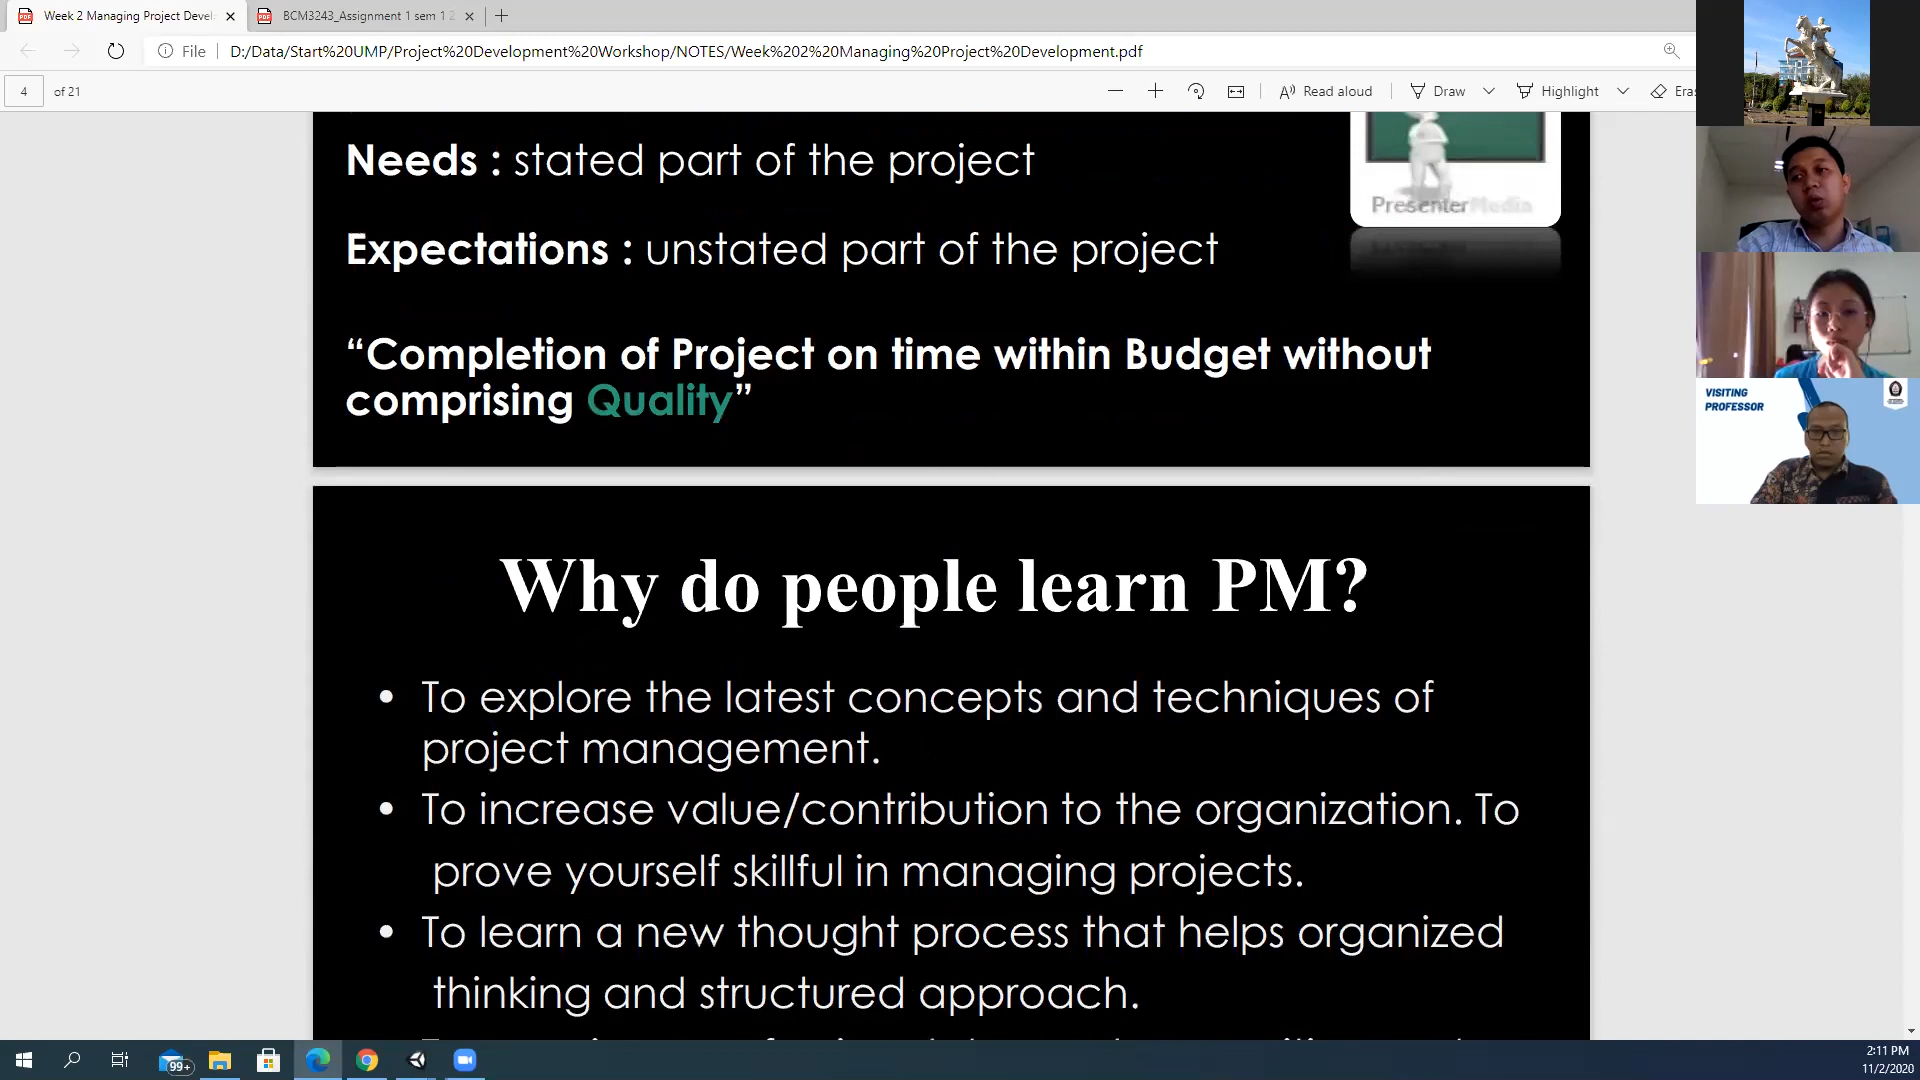 Week 2 Managing Project Devel
BCM3243_Assignment 1 sem 1 2
File
D:/Data/Start%20UMP/Project%20Development%20Workshop/NOTES/Week%202%20Managing%20Project%20Development.pdf
4
of 21
Read aloud
Draw
Highlight
Eras
Needs : stated part of the project
PresenterMedia
Expectations : unstated part of the project
“Completion of Project on time within Budget without
comprising Quality”
VISITING
PROFESSOR
Why do people learn PM?
• To explore the latest concepts and techniques of
project management.
• To increase value/contribution to the organization. To
prove yourself skillful in managing projects.
• To learn a new thought process that helps organized
thinking and structured approach.
99+
2:11 PM
11/2/2020